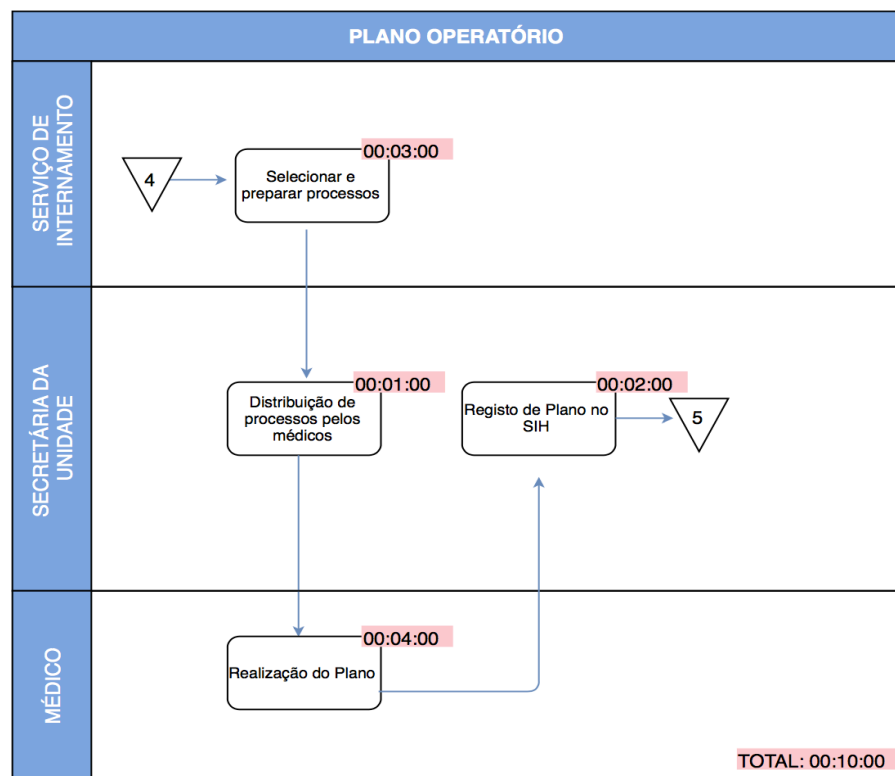 PLANO OPERATÓRIO
SERVIÇO DE
INTERNAMENTO
4
00:03:00
Selecionar e
preparar processos
SECRETÁRIA DA
UNIDADE
00:01:00
Distribuição de
processos pelos
médicos
00:02:00
Registo de Plano no
SIH
5
MÉDICO
00:04:00
Realização do Plano
TOTAL: 00:10:00